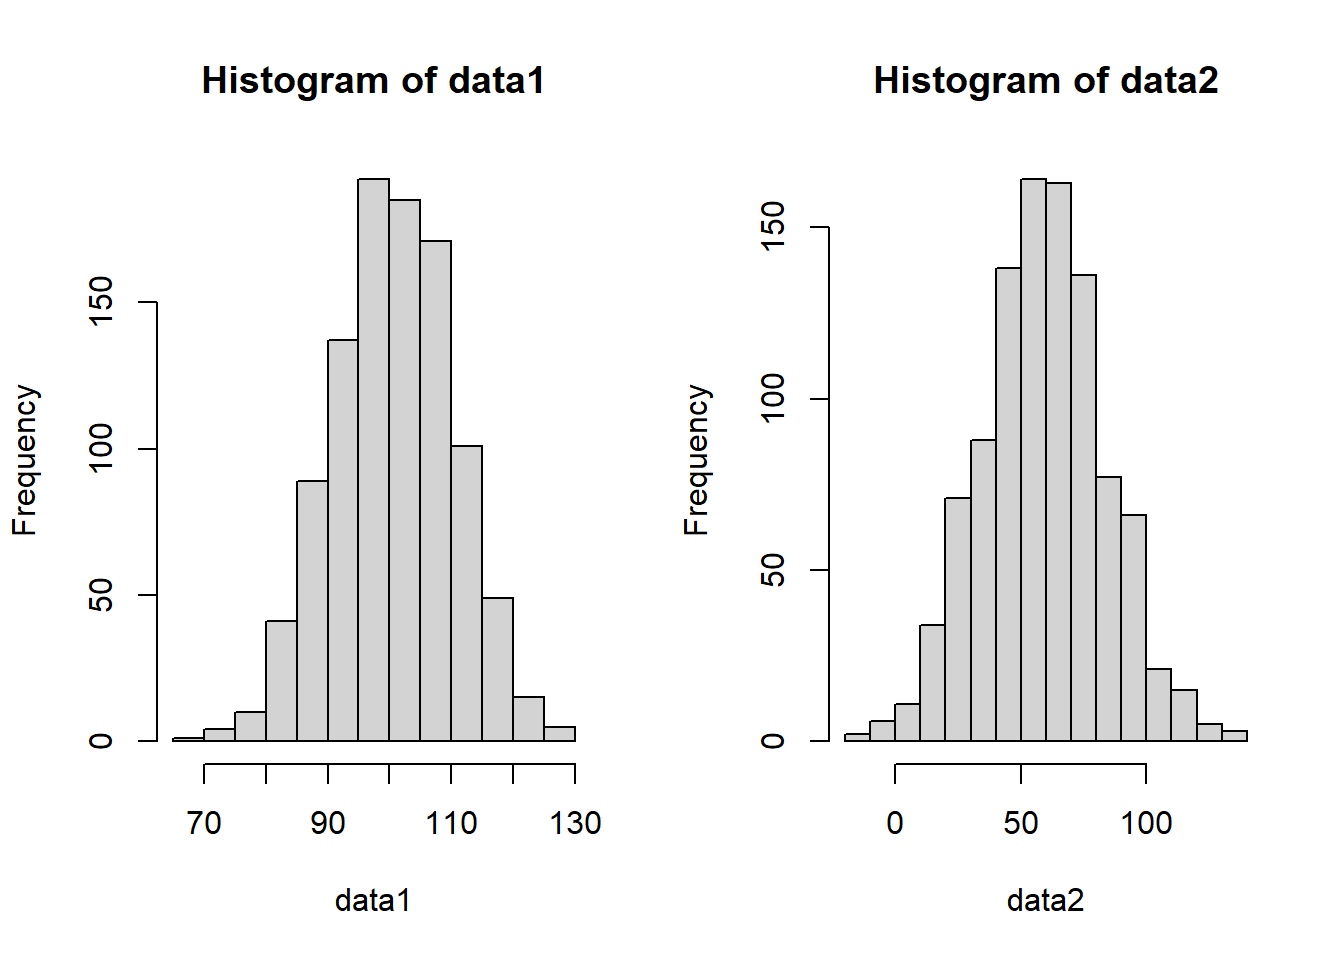 Histogram of data1
Frequency
150
100
50
0
70 90 110 130
data1
Histogram of data2
Frequency
150
100
50
0
0 50 100
data2